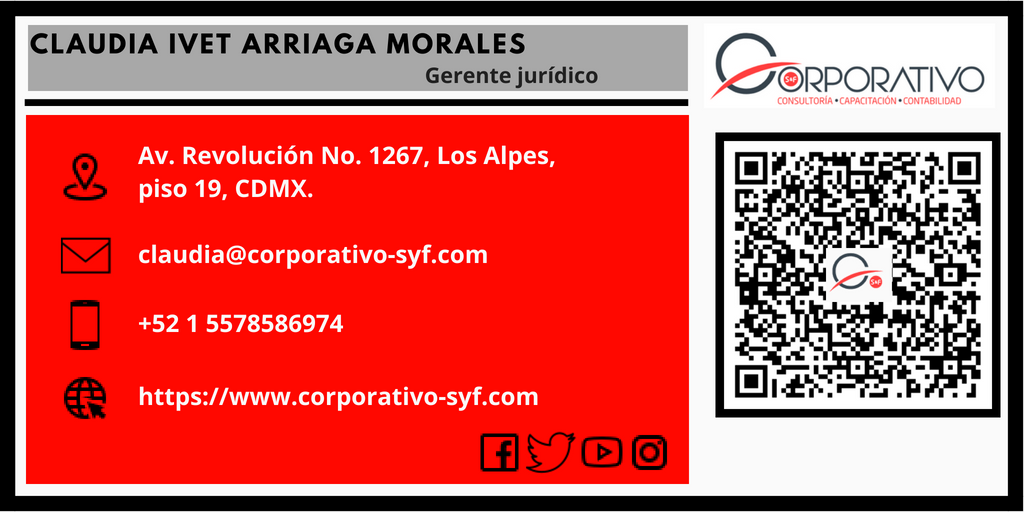 CLAUDIA IVET ARRIAGA MORALES
Gerente jurídico
Av. Revolución No. 1267, Los Alpes,
piso 19, CDMX.
claudia@corporativo-syf.com
+52 1 5578586974
https://www.corporativo-syf.com
CORPORATIVO
S&F
CONSULTORÍA • CAPACITACIÓN • CONTABILIDAD
S&F